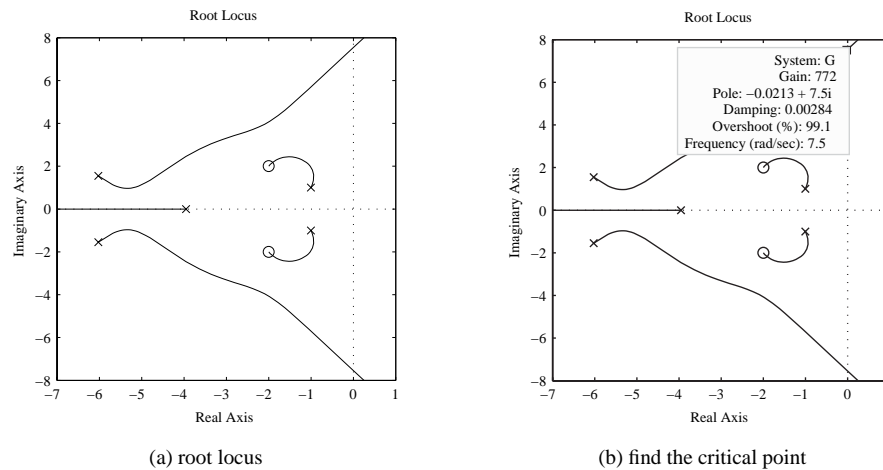 Root Locus
8
6
4
2
0
−2
−4
−6
−8
−7 −6 −5 −4 −3 −2 −1 0 1
Imaginary Axis
Real Axis
(a) root locus
Root Locus
8
6
4
2
0
−2
−4
−6
−8
−7 −6 −5 −4 −3 −2 −1 0
Imaginary Axis
Real Axis
System: G
Gain: 772
Pole: −0.0213 + 7.5i
Damping: 0.00284
Overshoot (%): 99.1
Frequency (rad/sec): 7.5
(b) find the critical point